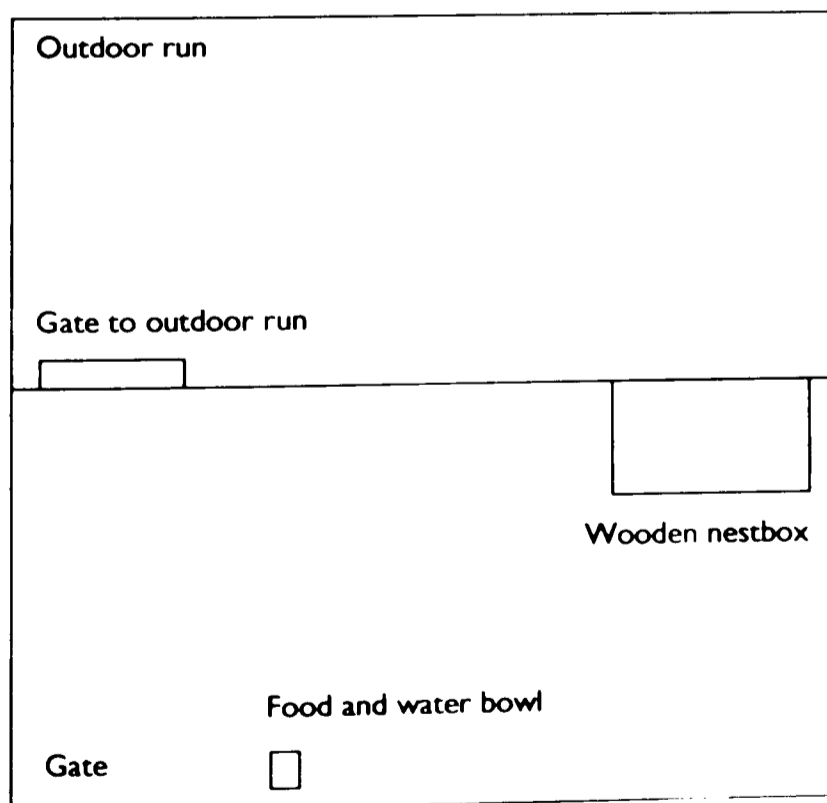 Outdoor run
Gate to outdoor run
Wooden nestbox
Food and water bowl
Gate